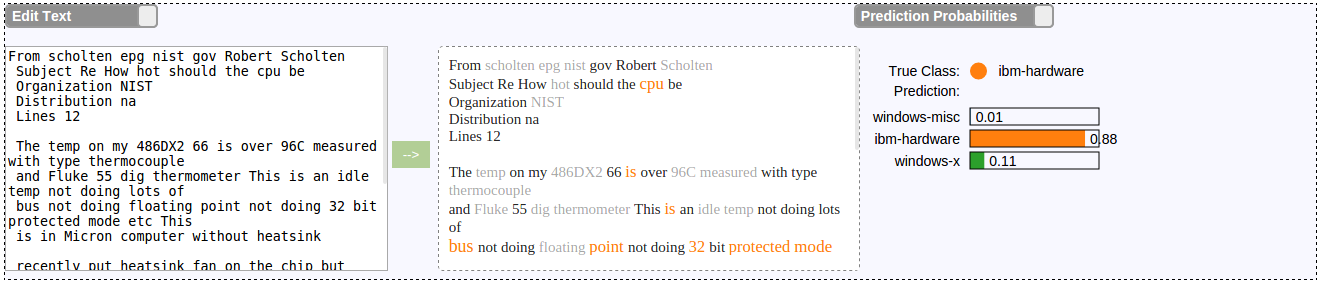 Edit Text
Prediction Probabilities
From scholten epg nist gov Robert Scholten
Subject Re How hot should the cpu be
Organization NIST
Distribution na
Lines 12
The temp on my 486DX2 66 is over 96C measured
with type thermocouple
and Fluke 55 dig thermometer This is an idle
temp not doing lots of
bus not doing floating point not doing 32 bit
protected mode etc This
is in Micron computer without heatsink
recently put heatsink fan on the chip but
-->
From scholten epg nist gov Robert Scholten
Subject Re How hot should the cpu be
Organization NIST
Distribution na
Lines 12
The temp on my 486DX2 66 is over 96C measured with type
thermocouple
and Fluke 55 dig thermometer This is an idle temp not doing lots
of
bus not doing floating point not doing 32 bit protected mode
True Class: ibm-hardware
Prediction:
windows-misc 0.01
ibm-hardware 0.88
windows-x 0.11